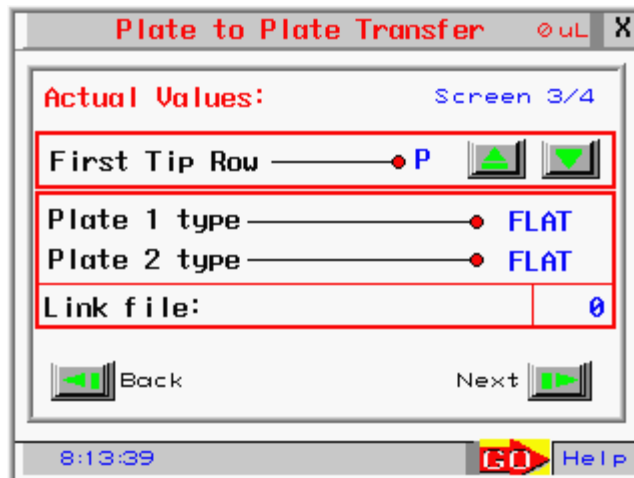 Plate to Plate Transfer 0uL X
Actual Values: Screen 3/4
First Tip Row P
Plate 1 type FLAT
Plate 2 type FLAT
Link file: 0
Back Next
8:13:39 GO Help